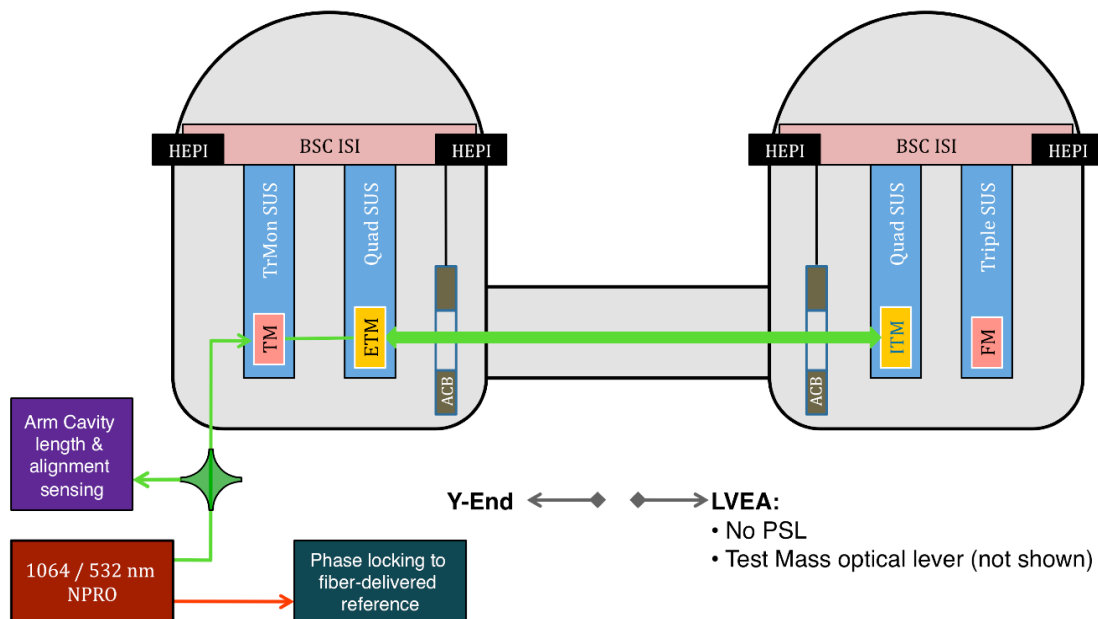 BSC ISI
HEPI
HEPI
TrMon SUS
Quad SUS
TM
ETM
ACB
BSC ISI
HEPI
HEPI
Quad SUS
Triple SUS
ITM
FM
ACB
Arm Cavity
length &
alignment
sensing
1064 / 532 nm
NPRO
Phase locking to
fiber-delivered
reference
Y-End
LVEA:
• No PSL
• Test Mass optical lever (not shown)